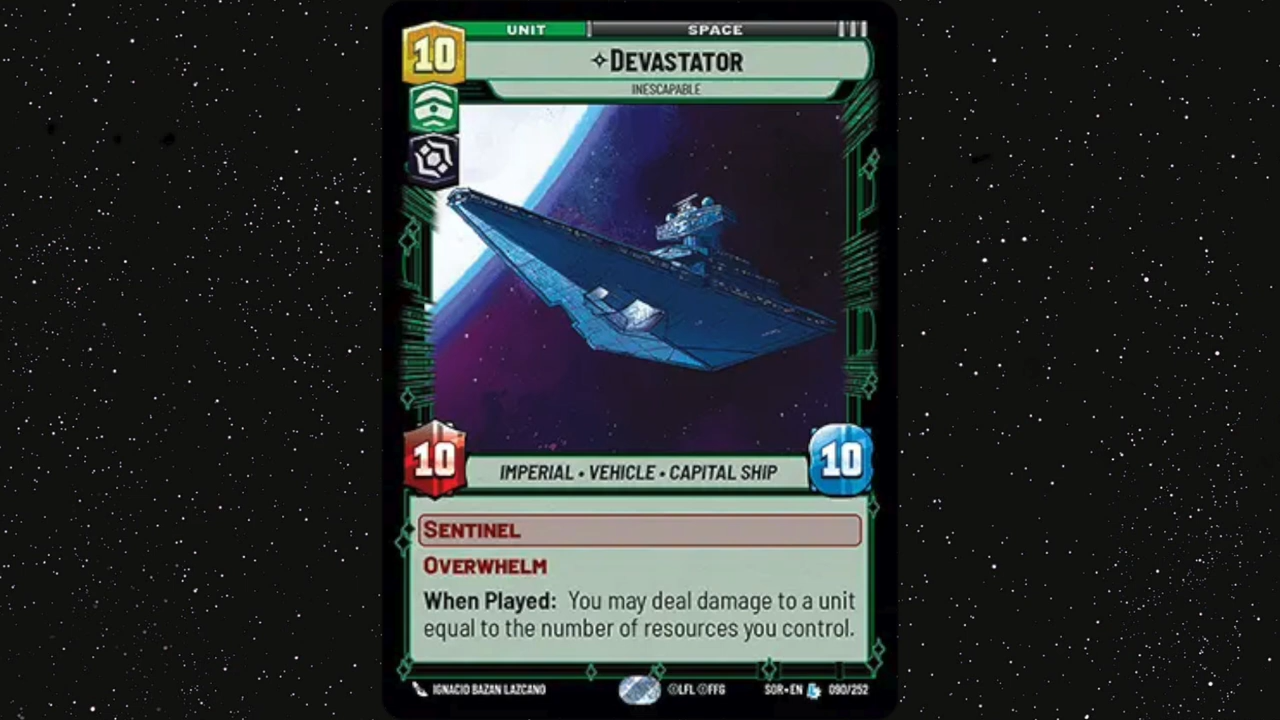 UNIT SPACE
10 DEVASTATOR
INESCAPABLE
10 IMPERIAL • VEHICLE • CAPITAL SHIP 10
SENTINEL
OVERWHELM
When Played: You may deal damage to a unit
equal to the number of resources you control.
IGNACIO BAZAN LAZCANO ©LFL ©FFG SOR•EN 090/252